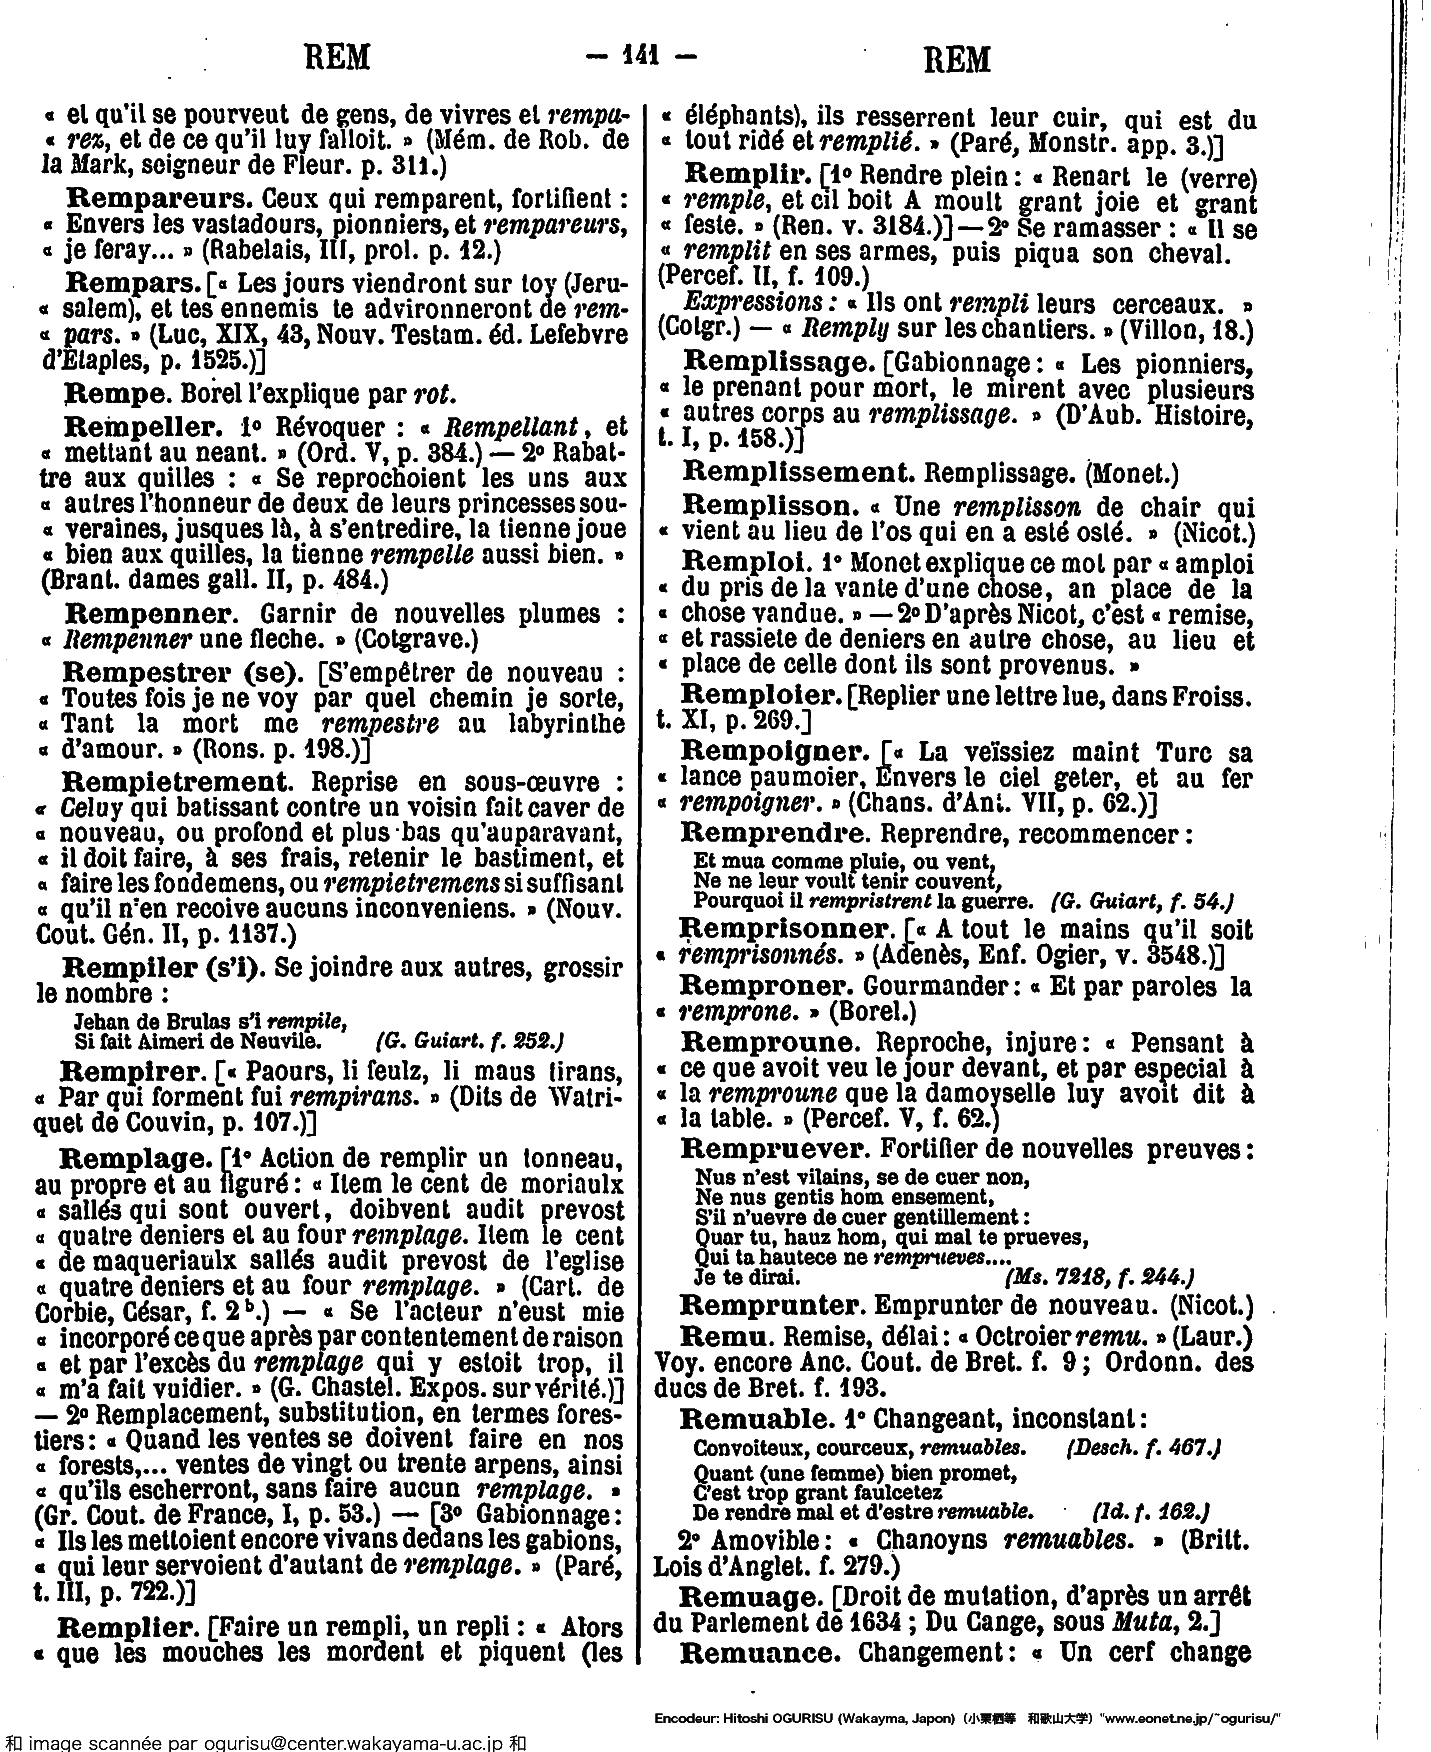 REM — 141 — REM
« et qu'il se pourveut de gens, de vivres et rempa-
« rez, et de ce qu'il luy falloit. » (Mém. de Rob. de
la Mark, seigneur de Fleur. p. 311.)
Rempareurs. Ceux qui remparent, fortifient :
« Envers les vastadours, pionniers, et rempareurs,
« je feray... » (Rabelais, III, prol. p. 12.)
Rempars. [« Les jours viendront sur toy (Jeru-
« salem), et tes ennemis te advironneront de rem-
« pars. » (Luc, XIX, 43, Nouv. Testam. éd. Lefebvre
d'Etaples, p. 1525.)]
Rempe. Borel l'explique par rot.
Rempeller. 1º Révoquer : « Rempellant, et
« mettant au neant. » (Ord. V, p. 384.) — 2º Rabat-
tre aux quilles : « Se reprochoient les uns aux
« autres l'honneur de deux de leurs princesses sou-
« veraines, jusques là, à s'entredire, la tienne joue
« bien aux quilles, la tienne rempelle aussi bien. »
(Brant. dames gall. II, p. 484.)
Rempenner. Garnir de nouvelles plumes :
« Rempenner une fleche. » (Cotgrave.)
Rempestrer (se). [S'empêtrer de nouveau :
« Toutes fois je ne voy par quel chemin je sorte,
« Tant la mort me rempestre au labyrinthe
« d'amour. » (Rons. p. 198.)]
Rempietrement. Reprise en sous-œuvre :
« Celuy qui batissant contre un voisin fait caver de
« nouveau, ou profond et plus bas qu'auparavant,
« il doit faire, à ses frais, retenir le bastiment, et
« faire les fondemens, ou rempietremens si suffisant
« qu'il n'en recoive aucuns inconveniens. » (Nouv.
Cout. Gén. II, p. 1137.)
Rempiler (s'i). Se joindre aux autres, grossir
le nombre :
Jehan de Brulas s'i rempile,
Si fait Aimeri de Neuvile. (G. Guiart. f. 252.)
Rempirer. [« Paours, li feulz, li maus tirans,
« Par qui forment fui rempirans. » (Dits de Watri-
quet de Couvin, p. 107.)]
Remplage. [1º Action de remplir un tonneau,
au propre et au figuré : « Item le cent de moriaulx
« sallés qui sont ouvert, doibvent audit prevost
« quatre deniers et au four remplage. Item le cent
« de maqueriaulx sallés audit prevost de l'eglise
« quatre deniers et au four remplage. » (Cart. de
Corbie, César, f. 2 b.) — « Se l'acteur n'eust mie
« incorporé ce que après par contentement de raison
« et par l'excès du remplage qui y estoit trop, il
« m'a fait vuidier. » (G. Chastel. Expos. sur vérité.)]
— 2º Remplacement, substitution, en termes fores-
tiers : « Quand les ventes se doivent faire en nos
« forests,... ventes de vingt ou trente arpens, ainsi
« qu'ils escherront, sans faire aucun remplage. »
(Gr. Cout. de France, I, p. 53.) — [3º Gabionnage :
« Ils les mettoient encore vivans dedans les gabions,
« qui leur servoient d'autant de remplage. » (Paré,
t. III, p. 722.)]
Remplier. [Faire un rempli, un repli : « Alors
« que les mouches les mordent et piquent (les
« éléphants), ils resserrent leur cuir, qui est du
« tout ridé et remplié. » (Paré, Monstr. app. 3.)]
Remplir. [1º Rendre plein : « Renart le (verre)
« remple, et cil boit A moult grant joie et grant
« feste. » (Ren. v. 3184.)] — 2º Se ramasser : « Il se
« remplit en ses armes, puis piqua son cheval.
(Percef. II, f. 109.)
Expressions : « Ils ont rempli leurs cerceaux. »
(Cotgr.) — « Remply sur les chantiers. » (Villon, 18.)
Remplissage. [Gabionnage : « Les pionniers,
« le prenant pour mort, le mirent avec plusieurs
« autres corps au remplissage. » (D'Aub. Histoire,
t. I, p. 158.)]
Remplissement. Remplissage. (Monet.)
Remplisson. « Une remplisson de chair qui
« vient au lieu de l'os qui en a esté osté. » (Nicot.)
Remploi. 1º Monet explique ce mot par « amploi
« du pris de la vante d'une chose, an place de la
« chose vandue. » — 2º D'après Nicot, c'est « remise,
« et rassiete de deniers en autre chose, au lieu et
« place de celle dont ils sont provenus. »
Remploier. [Replier une lettre lue, dans Froiss.
t. XI, p. 269.]
Rempoigner. [« La veïssiez maint Turc sa
« lance paumoier, Envers le ciel geter, et au fer
« rempoigner. » (Chans. d'Ant. VII, p. 62.)]
Remprendre. Reprendre, recommencer :
Et mua comme pluie, ou vent,
Ne ne leur voult tenir couvent,
Pourquoi il rempristrent la guerre. (G. Guiart, f. 54.)
Remprisonner. [« A tout le mains qu'il soit
« remprisonnés. » (Adenès, Enf. Ogier, v. 3548.)]
Remproner. Gourmander : « Et par paroles la
« remprone. » (Borel.)
Remproune. Reproche, injure : « Pensant à
« ce que avoit veu le jour devant, et par especial à
« la remproune que la damoyselle luy avoit dit à
« la table. » (Percef. V, f. 62.)
Rempruever. Fortifier de nouvelles preuves :
Nus n'est vilains, se de cuer non,
Ne nus gentis hom ensement,
S'il n'uevre de cuer gentillement :
Quar tu, hauz hom, qui mal te prueves,
Qui ta hautece ne remprueves....
Je te dirai. (Ms. 7218, f. 244.)
Remprunter. Emprunter de nouveau. (Nicot.)
Remu. Remise, délai : « Octroier remu. » (Laur.)
Voy. encore Anc. Cout. de Bret. f. 9 ; Ordonn. des
ducs de Bret. f. 193.
Remuable. 1º Changeant, inconstant :
Convoiteux, courceux, remuables. (Desch. f. 467.)
Quant (une femme) bien promet,
C'est trop grant faulcetez
De rendre mal et d'estre remuable. (Id. f. 162.)
2º Amovible : « Chanoyns remuables. » (Britt.
Lois d'Anglet. f. 279.)
Remuage. [Droit de mutation, d'après un arrêt
du Parlement de 1634 ; Du Cange, sous Muta, 2.]
Remuance. Changement : « Un cerf change
Encodeur: Hitoshi OGURISU (Wakayma, Japon) (小栗栖等 和歌山大学) "www.eonet.ne.jp/~ogurisu/"
和 image scannée par ogurisu@center.wakayama-u.ac.jp 和